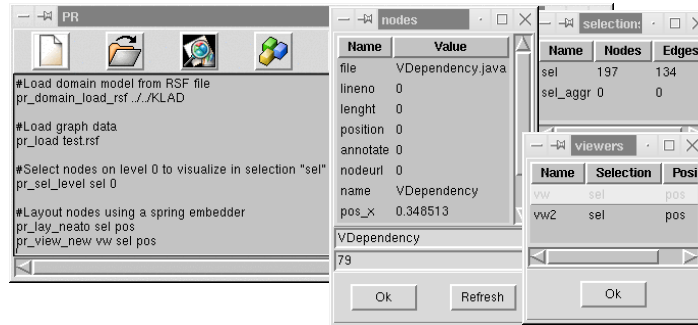 PR
#Load domain model from RSF file
pr_domain_load_rsf ../../KLAD
#Load graph data
pr_load test.rsf
#Select nodes on level 0 to visualize in selection "sel"
pr_sel_level sel 0
#Layout nodes using a spring embedder
pr_lay_neato sel pos
pr_view_new vw sel pos
nodes
Name Value
file VDependency.java
lineno 0
lenght 0
position 0
annotate 0
nodeurl 0
name VDependency
pos_x 0.348513
VDependency
79
Ok Refresh
selection:
Name Nodes Edges
sel 197 134
sel_aggr 0 0
viewers
Name Selection Posi
vw sel pos
vw2 sel pos
Ok